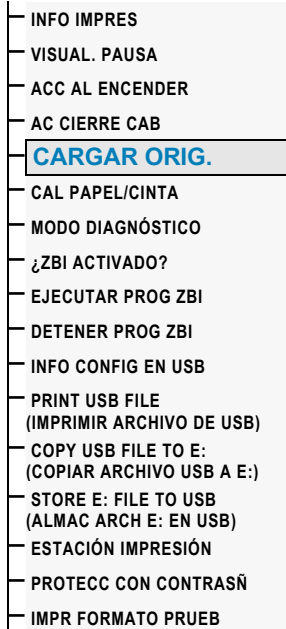 INFO IMPRES
VISUAL. PAUSA
ACC AL ENCENDER
AC CIERRE CAB
CARGAR ORIG.
CAL PAPEL/CINTA
MODO DIAGNÓSTICO
¿ZBI ACTIVADO?
EJECUTAR PROG ZBI
DETENER PROG ZBI
INFO CONFIG EN USB
PRINT USB FILE
(IMPRIMIR ARCHIVO DE USB)
COPY USB FILE TO E:
(COPIAR ARCHIVO USB A E:)
STORE E: FILE TO USB
(ALMAC ARCH E: EN USB)
ESTACIÓN IMPRESIÓN
PROTECC CON CONTRASÑ
IMPR FORMATO PRUEB